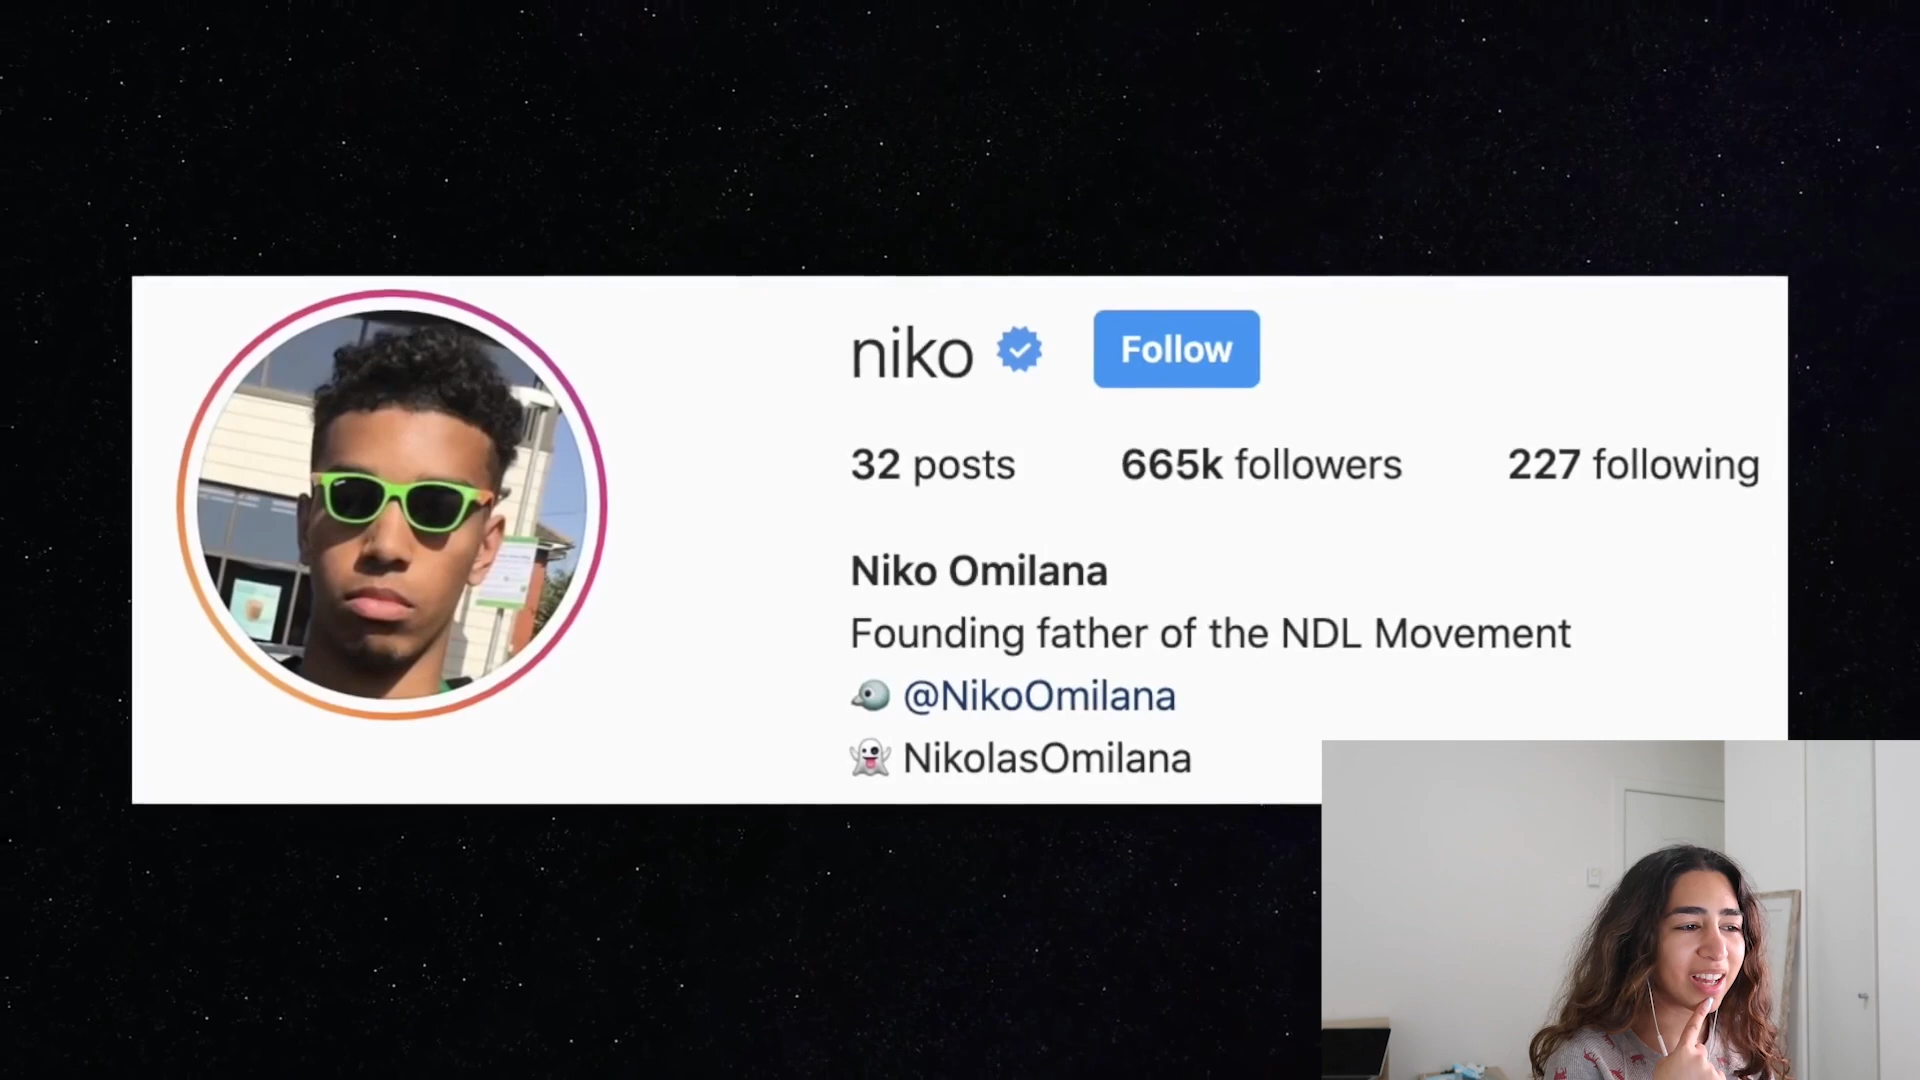 niko Follow
32 posts 665k followers 227 following
Niko Omilana
Founding father of the NDL Movement
@NikoOmilana
NikolasOmilana